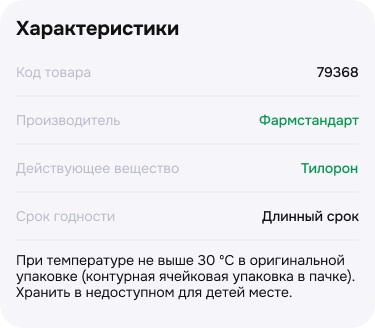 Характеристики
Код товара 79368
Производитель Фармстандарт
Действующее вещество Тилорон
Срок годности Длинный срок
При температуре не выше 30 °C в оригинальной
упаковке (контурная ячейковая упаковка в пачке).
Хранить в недоступном для детей месте.